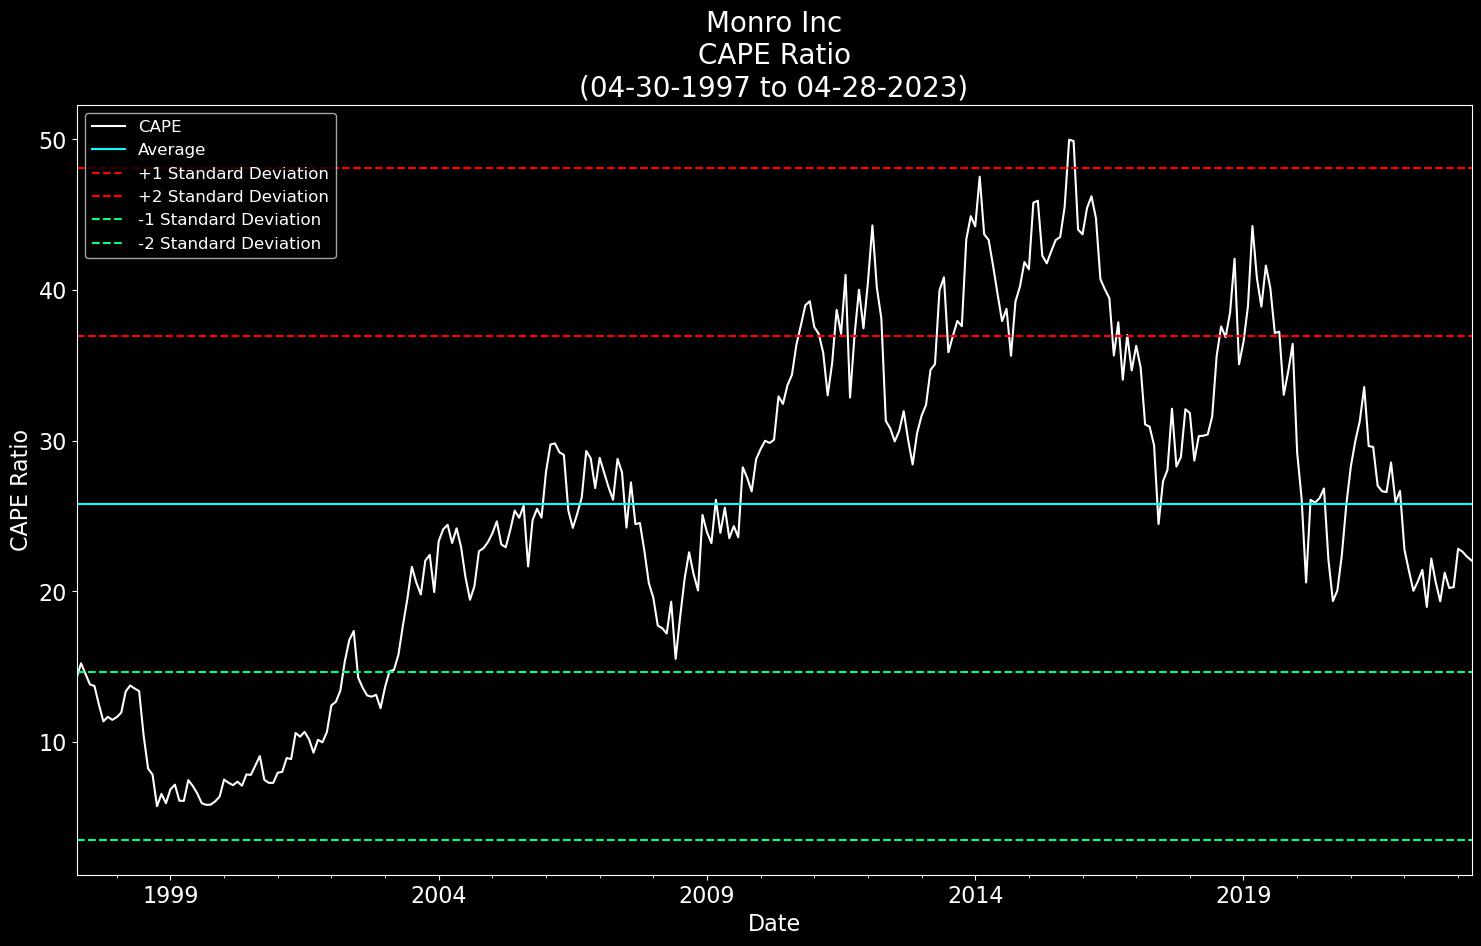 Monro Inc
CAPE Ratio
(04-30-1997 to 04-28-2023)
CAPE
Average
+1 Standard Deviation
+2 Standard Deviation
-1 Standard Deviation
-2 Standard Deviation
50
40
30
20
10
CAPE Ratio
1999
2004
2009
2014
2019
Date